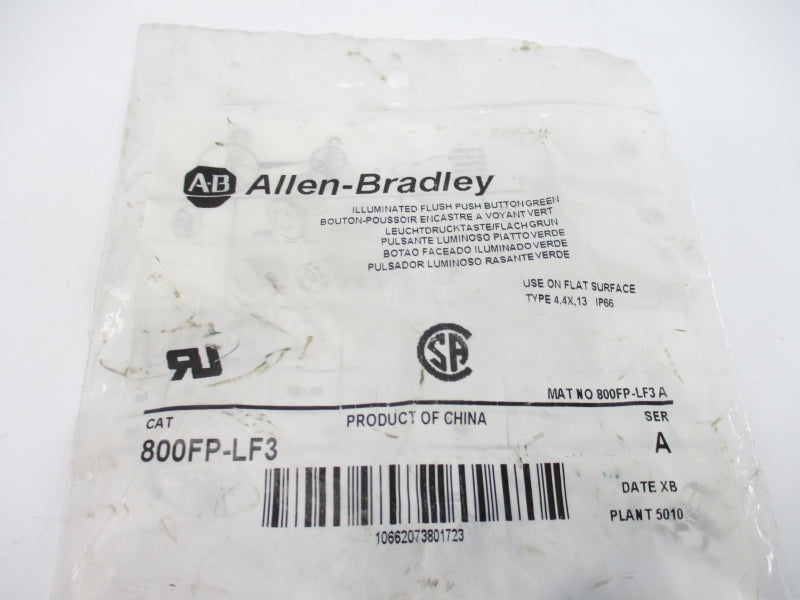 A-B Allen-Bradley
ILLUMINATED FLUSH PUSH BUTTON GREEN
BOUTON-POUSSOIR ENCASTRE A VOYANT VERT
LEUCHTDRUCKTASTE/FLACH GRUN
PULSANTE LUMINOSO PIATTO VERDE
BOTAO FACEADO ILUMINADO VERDE
PULSADOR LUMINOSO RASANTE VERDE
USE ON FLAT SURFACE
TYPE 4,4X,13 IP66
RU
CSA
MAT NO 800FP-LF3 A
CAT
PRODUCT OF CHINA
SER
800FP-LF3
A
DATE XB
PLANT 5010
10662073801723